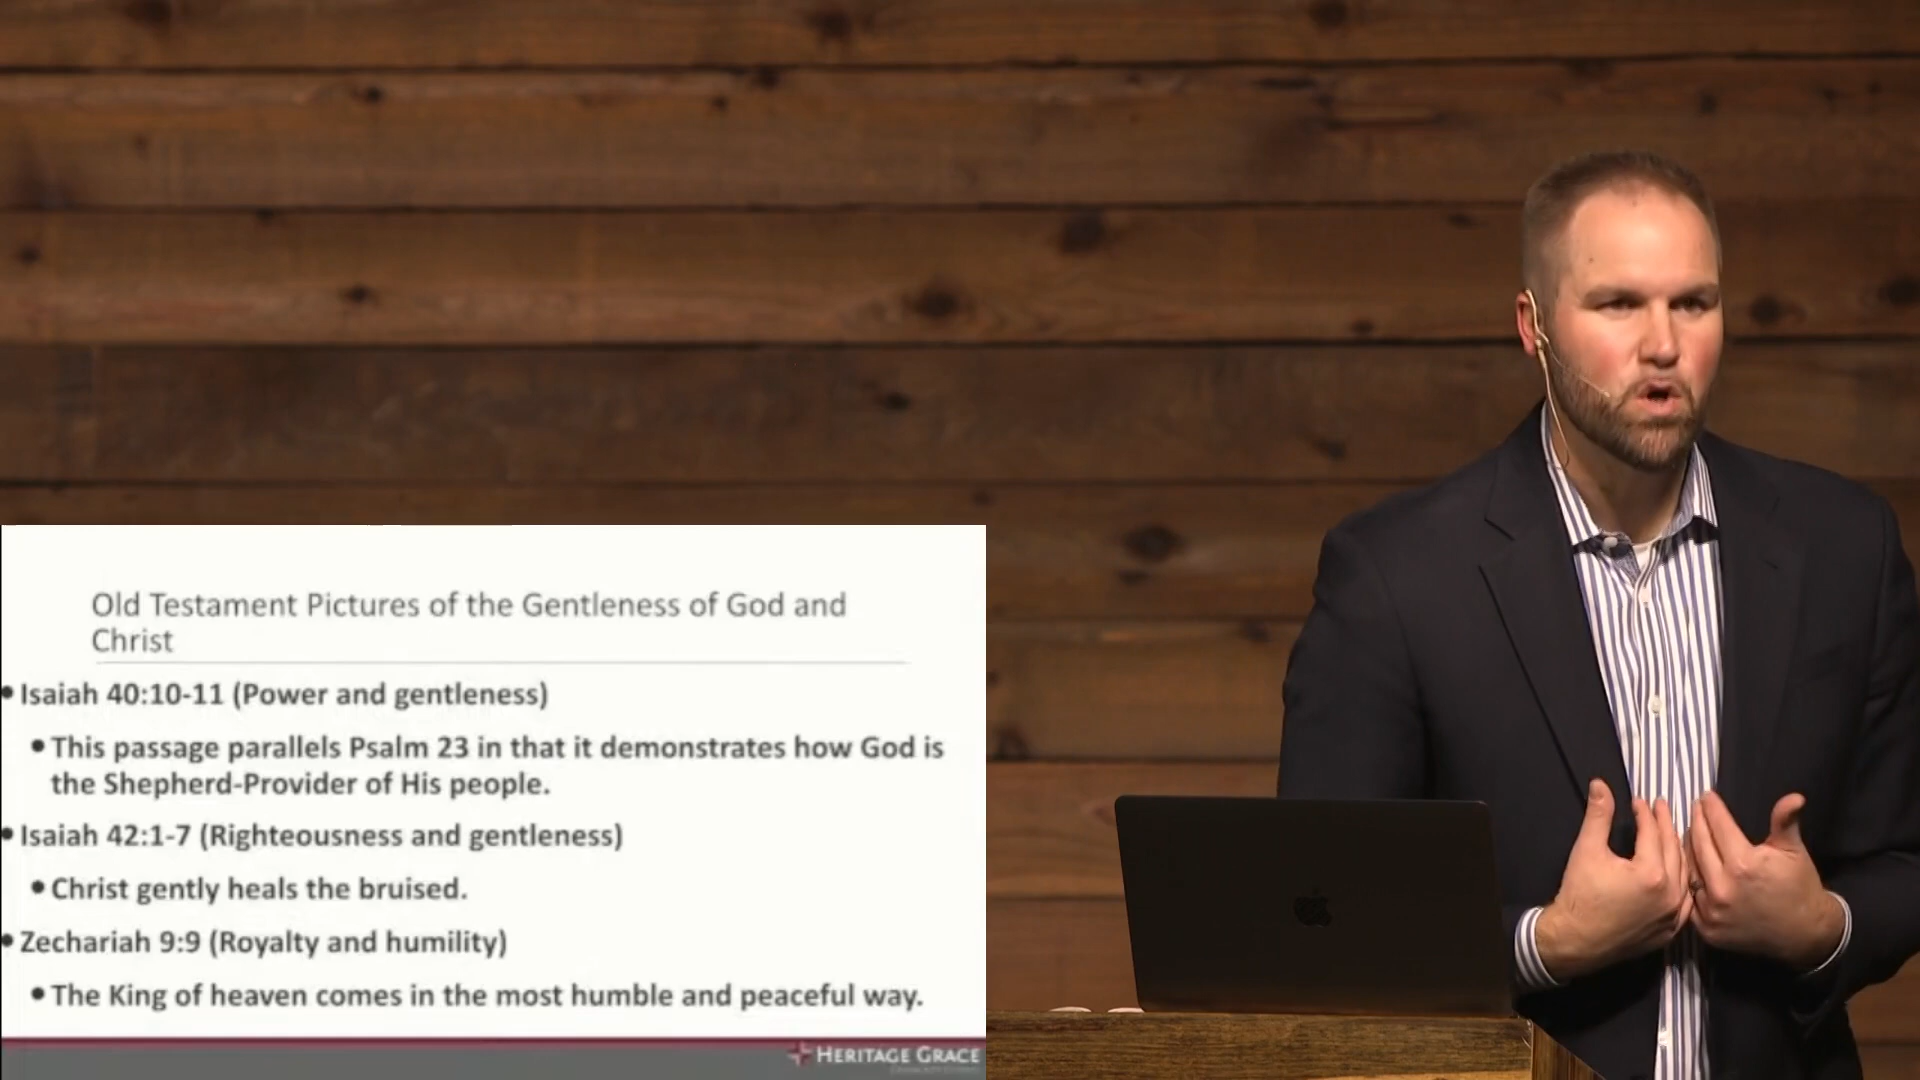 Old Testament Pictures of the Gentleness of God and
Christ
• Isaiah 40:10-11 (Power and gentleness)
• This passage parallels Psalm 23 in that it demonstrates how God is
the Shepherd-Provider of His people.
• Isaiah 42:1-7 (Righteousness and gentleness)
• Christ gently heals the bruised.
• Zechariah 9:9 (Royalty and humility)
• The King of heaven comes in the most humble and peaceful way.
HERITAGE GRACE